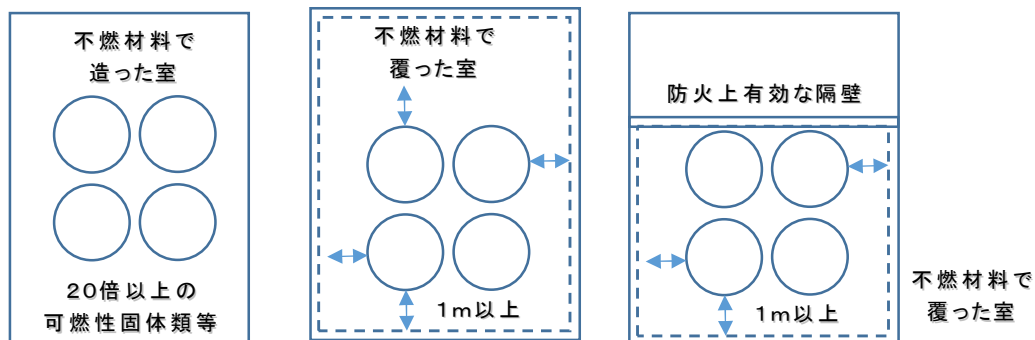 不燃材料で
造った室
20倍以上の
可燃性固体類等
不燃材料で
覆った室
1m以上
防火上有効な隔壁
1m以上
不燃材料で
覆った室